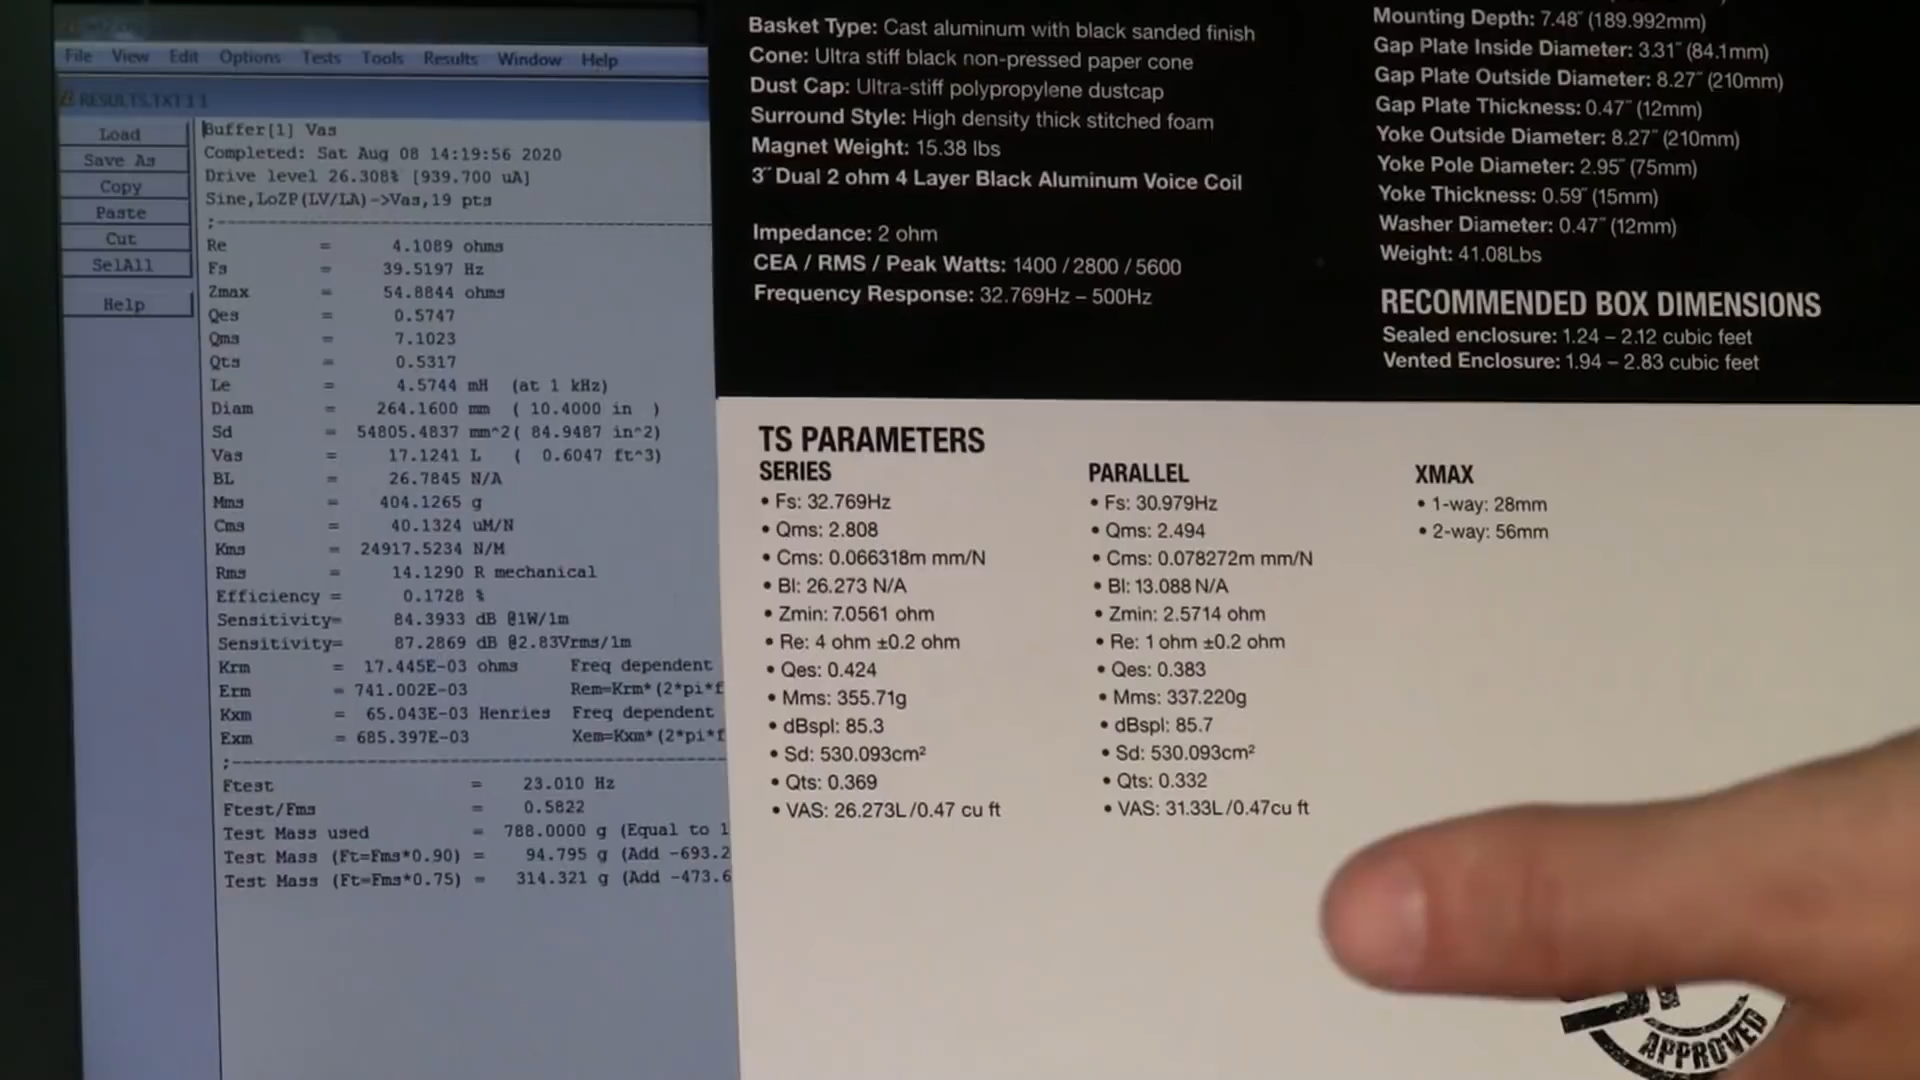 File View Edit Options Tests Tools Results Window Help
RESULTS.TXT 1 1
Load
Save As
Copy
Paste
Cut
SelAll
Help
Buffer[1] Vas
Completed: Sat Aug 08 14:19:56 2020
Drive level 26.308% [939.700 uA]
Sine,LoZP(LV/LA)->Vas,19 pts
;--------------------------------------------------
Re = 4.1089 ohms
Fs = 39.5197 Hz
Zmax = 54.8844 ohms
Qes = 0.5747
Qms = 7.1023
Qts = 0.5317
Le = 4.5744 mH (at 1 kHz)
Diam = 264.1600 mm ( 10.4000 in )
Sd = 54805.4837 mm^2( 84.9487 in^2)
Vas = 17.1241 L ( 0.6047 ft^3)
BL = 26.7845 N/A
Mms = 404.1265 g
Cms = 40.1324 uM/N
Kms = 24917.5234 N/M
Rms = 14.1290 R mechanical
Efficiency = 0.1728 %
Sensitivity= 84.3933 dB @1W/1m
Sensitivity= 87.2869 dB @2.83Vrms/1m
Krm = 17.445E-03 ohms Freq dependent
Erm = 741.002E-03 Rem=Krm*(2*pi*f
Kxm = 65.043E-03 Henries Freq dependent
Exm = 685.397E-03 Xem=Kxm*(2*pi*f
;--------------------------------------------------
Ftest = 23.010 Hz
Ftest/Fms = 0.5822
Test Mass used = 788.0000 g (Equal to 1
Test Mass (Ft=Fms*0.90) = 94.795 g (Add -693.2
Test Mass (Ft=Fms*0.75) = 314.321 g (Add -473.6
Basket Type: Cast aluminum with black sanded finish
Cone: Ultra stiff black non-pressed paper cone
Dust Cap: Ultra-stiff polypropylene dustcap
Surround Style: High density thick stitched foam
Magnet Weight: 15.38 lbs
3" Dual 2 ohm 4 Layer Black Aluminum Voice Coil
Impedance: 2 ohm
CEA / RMS / Peak Watts: 1400 / 2800 / 5600
Frequency Response: 32.769Hz – 500Hz
Mounting Depth: 7.48" (189.992mm)
Gap Plate Inside Diameter: 3.31" (84.1mm)
Gap Plate Outside Diameter: 8.27" (210mm)
Gap Plate Thickness: 0.47" (12mm)
Yoke Outside Diameter: 8.27" (210mm)
Yoke Pole Diameter: 2.95" (75mm)
Yoke Thickness: 0.59" (15mm)
Washer Diameter: 0.47" (12mm)
Weight: 41.08Lbs
RECOMMENDED BOX DIMENSIONS
Sealed enclosure: 1.24 – 2.12 cubic feet
Vented Enclosure: 1.94 – 2.83 cubic feet
TS PARAMETERS
SERIES
• Fs: 32.769Hz
• Qms: 2.808
• Cms: 0.066318m mm/N
• Bl: 26.273 N/A
• Zmin: 7.0561 ohm
• Re: 4 ohm ±0.2 ohm
• Qes: 0.424
• Mms: 355.71g
• dBspl: 85.3
• Sd: 530.093cm²
• Qts: 0.369
• VAS: 26.273L/0.47 cu ft
PARALLEL
• Fs: 30.979Hz
• Qms: 2.494
• Cms: 0.078272m mm/N
• Bl: 13.088 N/A
• Zmin: 2.5714 ohm
• Re: 1 ohm ±0.2 ohm
• Qes: 0.383
• Mms: 337.220g
• dBspl: 85.7
• Sd: 530.093cm²
• Qts: 0.332
• VAS: 31.33L/0.47cu ft
XMAX
• 1-way: 28mm
• 2-way: 56mm
APPROVED